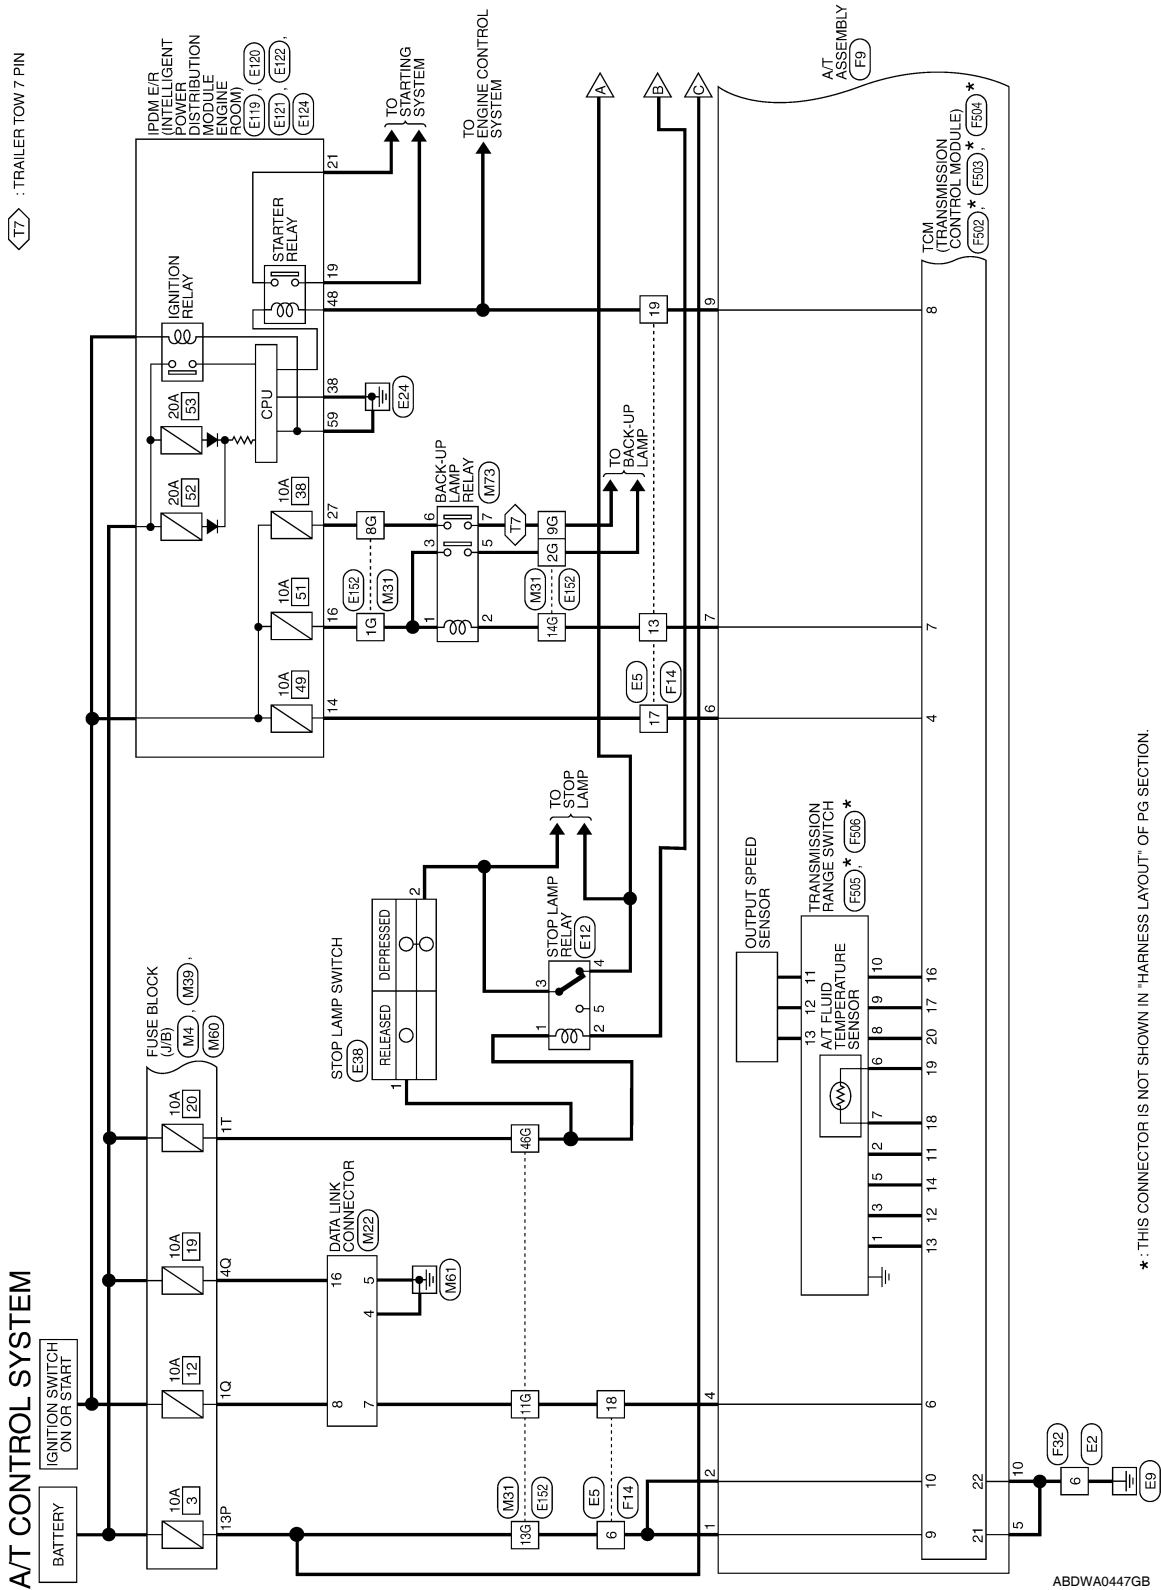 A/T CONTROL SYSTEM
BATTERY
IGNITION SWITCH
ON OR START
T7 : TRAILER TOW 7 PIN
FUSE BLOCK
(J/B)
M4 , M39 ,
M60
10A
3
10A
12
10A
19
10A
20
13P
1Q
4Q
1T
IPDM E/R
(INTELLIGENT
POWER
DISTRIBUTION
MODULE
ENGINE
ROOM)
E119 , E120
E121 , E122 ,
E124
20A
52
20A
53
IGNITION
RELAY
STARTER
RELAY
CPU
10A
49
10A
51
10A
38
14
16
27
59
38
48
19
21
E24
TO
STARTING
SYSTEM
TO
ENGINE CONTROL
SYSTEM
DATA LINK
CONNECTOR
M22
8
16
7
4
5
M61
STOP LAMP SWITCH
E38
RELEASED
DEPRESSED
1
2
STOP LAMP
RELAY
E12
1
3
2
5
4
TO
STOP
LAMP
1G
E152
M31
8G
BACK-UP
LAMP
RELAY
M73
1
3
6
2
5
7
T7
14G
M31
E152
2G
9G
TO
BACK-UP
LAMP
A
B
C
M31
E152
13G
11G
46G
E5
F14
6
18
E5
F14
17
13
19
1
2
4
6
7
9
A/T
ASSEMBLY
F9
OUTPUT SPEED
SENSOR
13
12
11
TRANSMISSION
RANGE SWITCH
F505 *, F506 *
A/T FLUID
TEMPERATURE
SENSOR
1
3
5
2
7
6
8
9
10
TCM
(TRANSMISSION
CONTROL MODULE)
F502 *, F503 *, F504 *
9
10
6
13
12
14
11
18
19
20
17
16
4
7
8
21
22
5
10
F32
E2
6
E9
* : THIS CONNECTOR IS NOT SHOWN IN "HARNESS LAYOUT" OF PG SECTION.
ABDWA0447GB